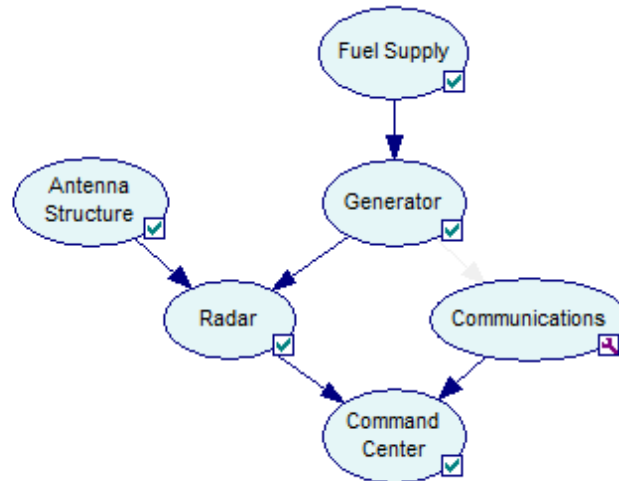 Fuel Supply
Antenna
Structure
Generator
Radar
Communications
Command
Center